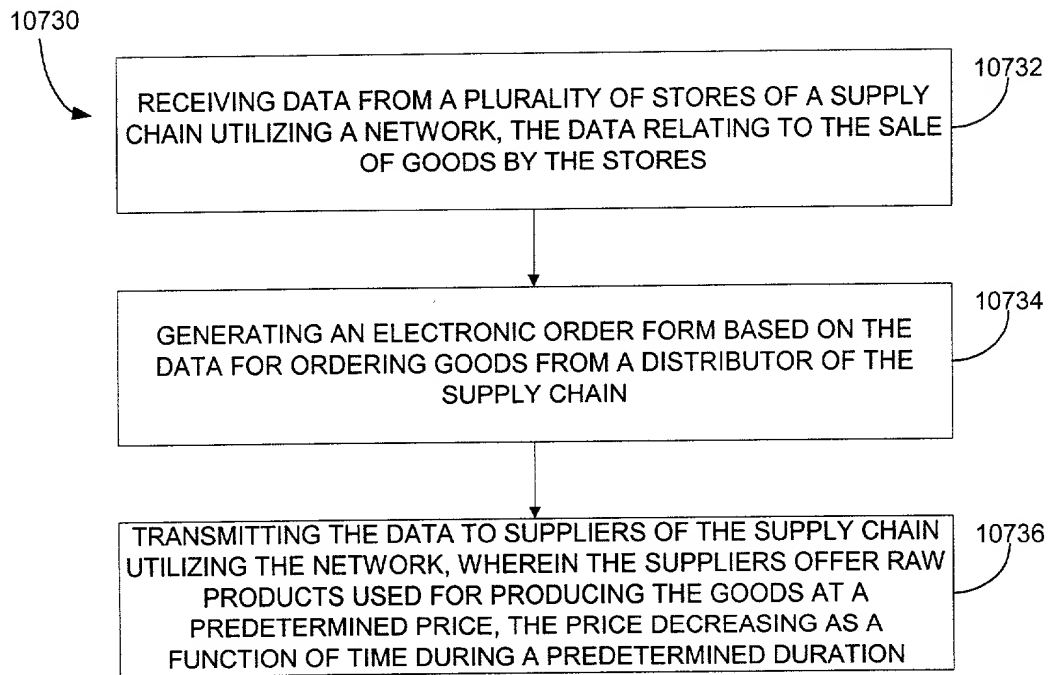 10730
10732
RECEIVING DATA FROM A PLURALITY OF STORES OF A SUPPLY
CHAIN UTILIZING A NETWORK, THE DATA RELATING TO THE SALE
OF GOODS BY THE STORES
10734
GENERATING AN ELECTRONIC ORDER FORM BASED ON THE
DATA FOR ORDERING GOODS FROM A DISTRIBUTOR OF THE
SUPPLY CHAIN
10736
TRANSMITTING THE DATA TO SUPPLIERS OF THE SUPPLY CHAIN
UTILIZING THE NETWORK, WHEREIN THE SUPPLIERS OFFER RAW
PRODUCTS USED FOR PRODUCING THE GOODS AT A
PREDETERMINED PRICE, THE PRICE DECREASING AS A
FUNCTION OF TIME DURING A PREDETERMINED DURATION